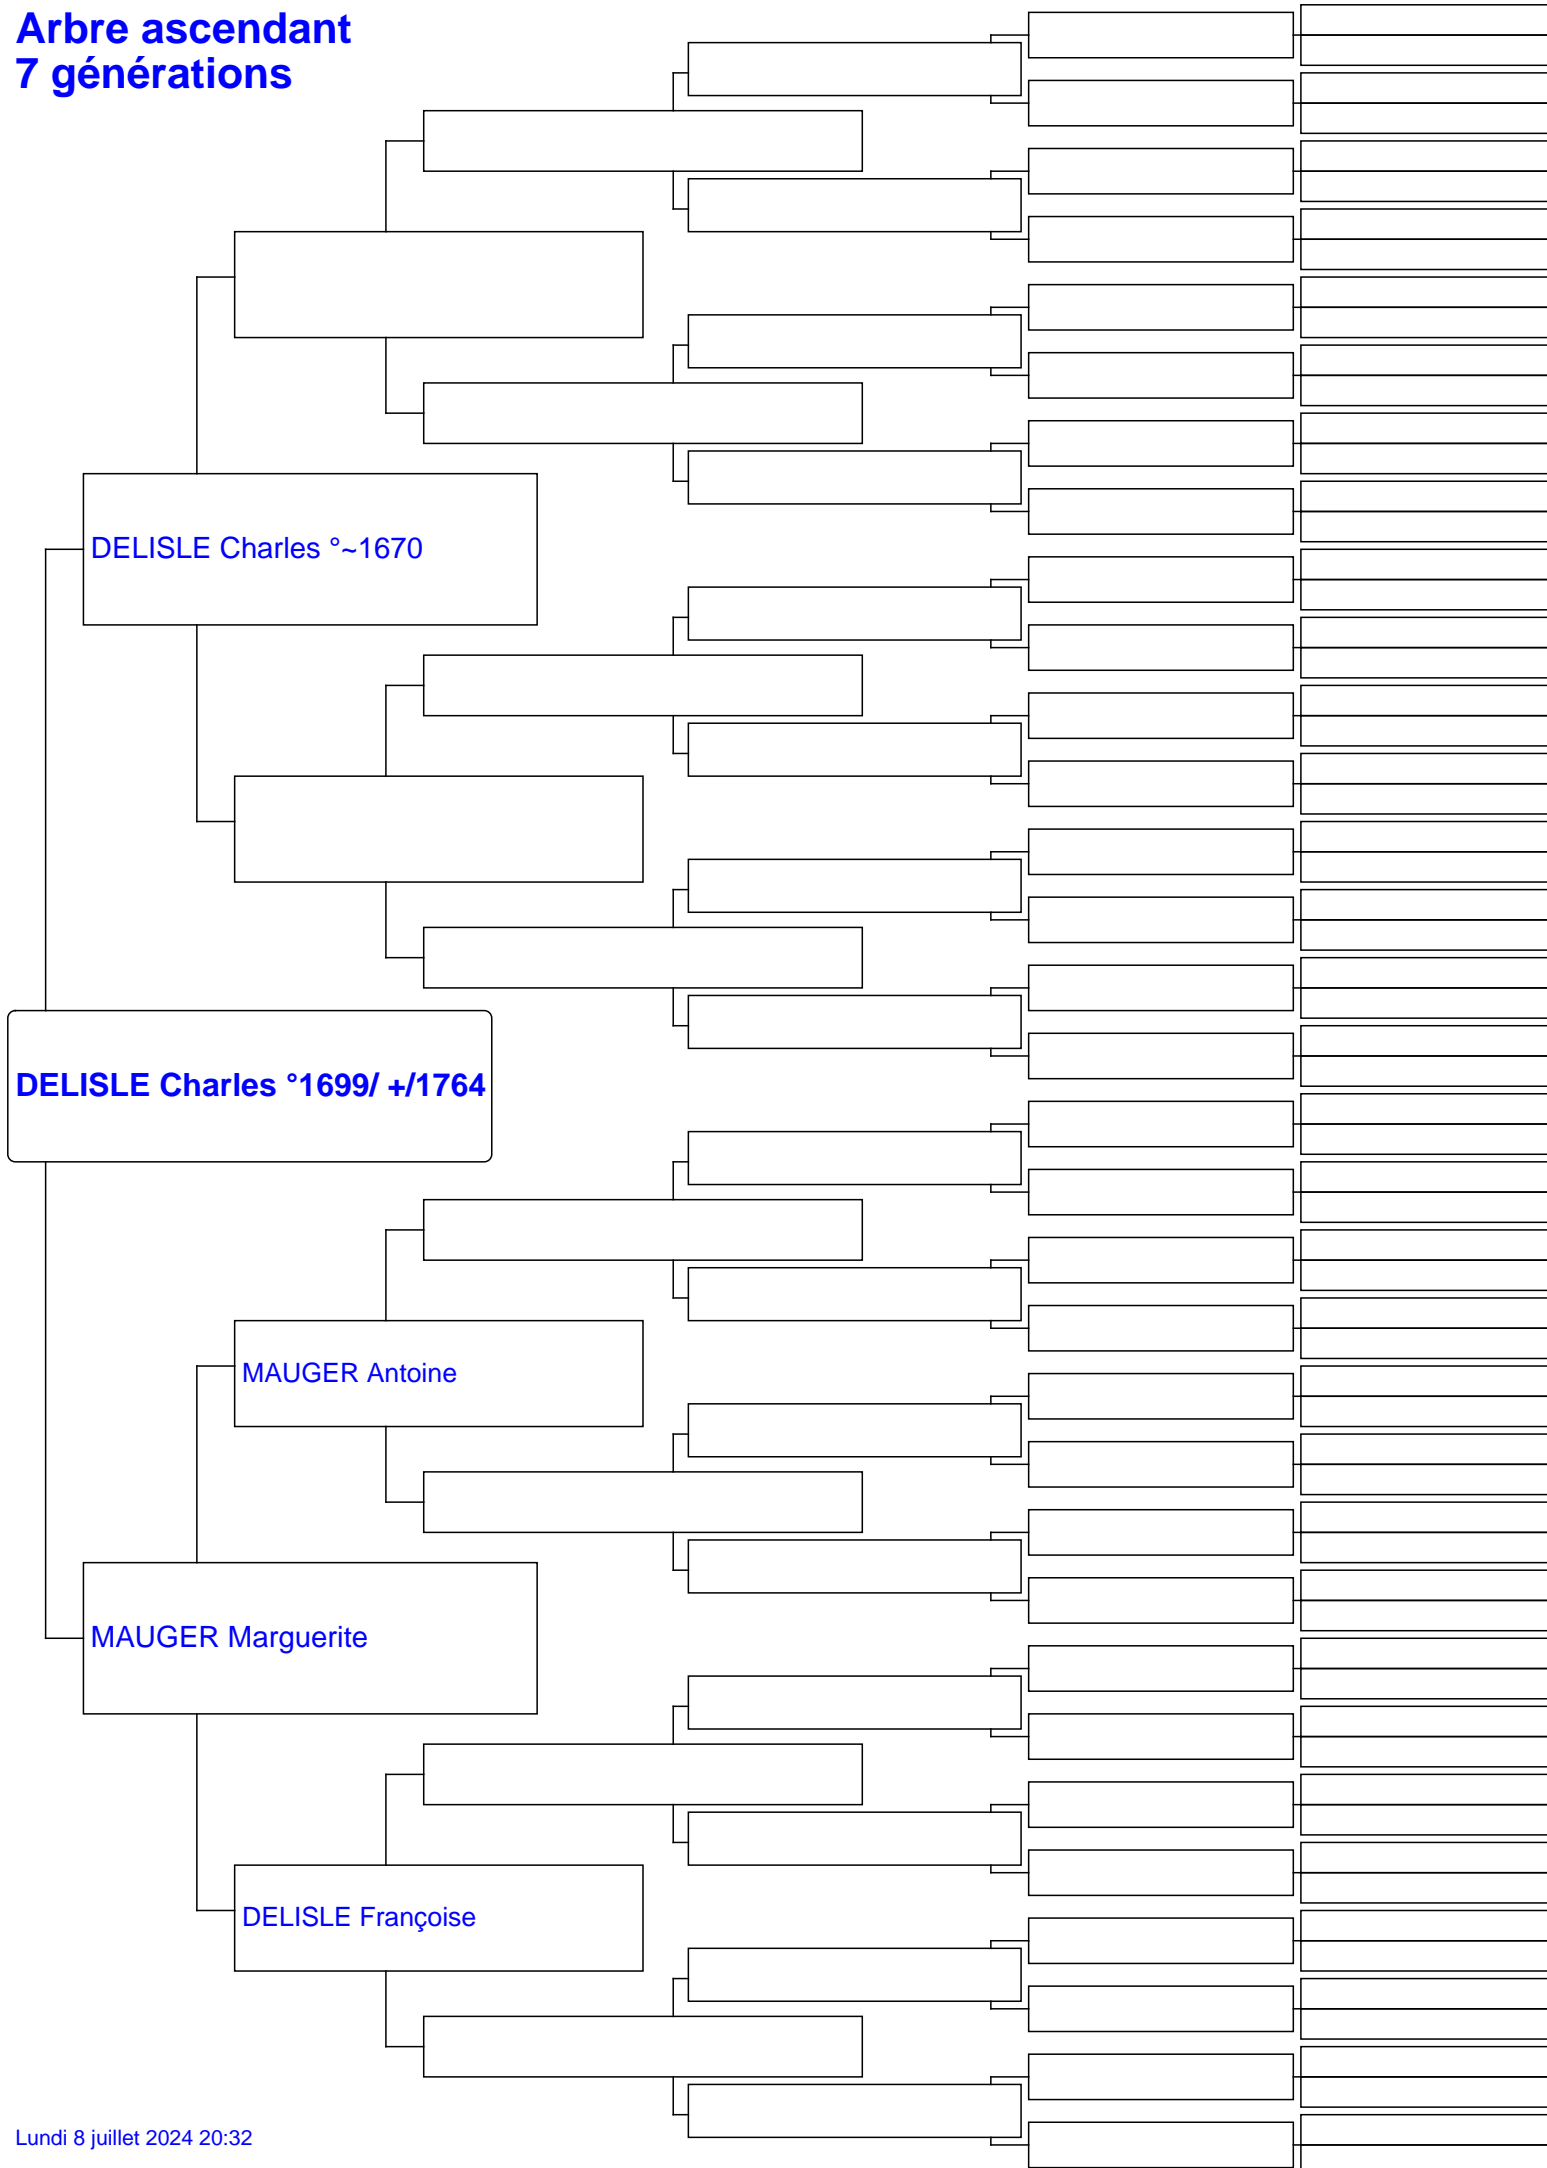 Arbre ascendant
7 générations
DELISLE Charles °~1670
DELISLE Charles °1699/ +/1764
MAUGER Antoine
MAUGER Marguerite
DELISLE Françoise
Lundi 8 juillet 2024 20:32